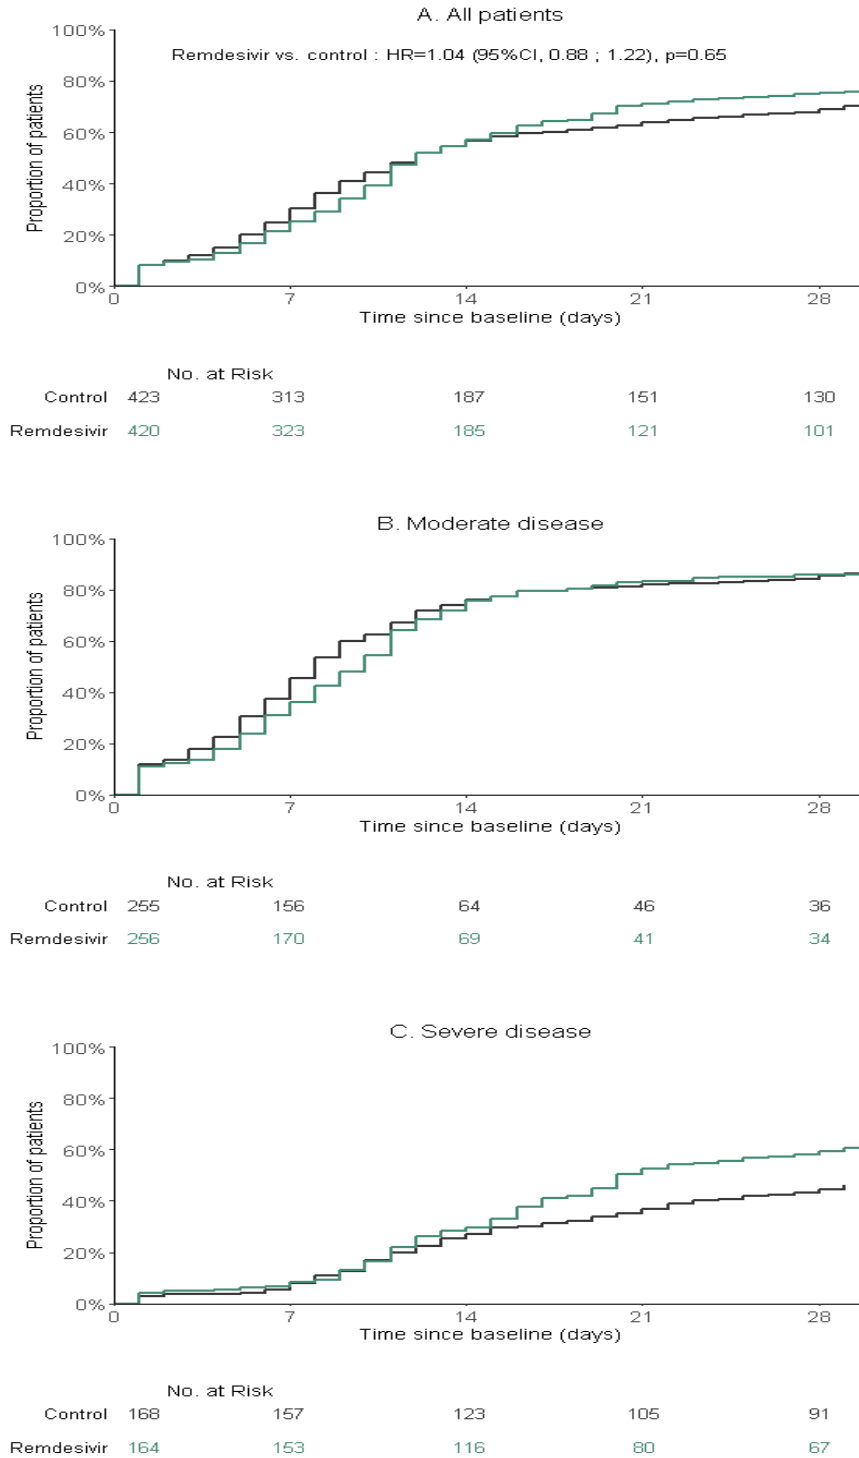 A. All patients
Remdesivir vs. control : HR=1.04 (95%CI, 0.88 ; 1.22), p=0.65
Proportion of patients
100%
80%
60%
40%
20%
0%
0 7 14 21 28
Time since baseline (days)
No. at Risk
Control 423 313 187 151 130
Remdesivir 420 323 185 121 101
B. Moderate disease
Proportion of patients
100%
80%
60%
40%
20%
0%
0 7 14 21 28
Time since baseline (days)
No. at Risk
Control 255 156 64 46 36
Remdesivir 256 170 69 41 34
C. Severe disease
Proportion of patients
100%
80%
60%
40%
20%
0%
0 7 14 21 28
Time since baseline (days)
No. at Risk
Control 168 157 123 105 91
Remdesivir 164 153 116 80 67